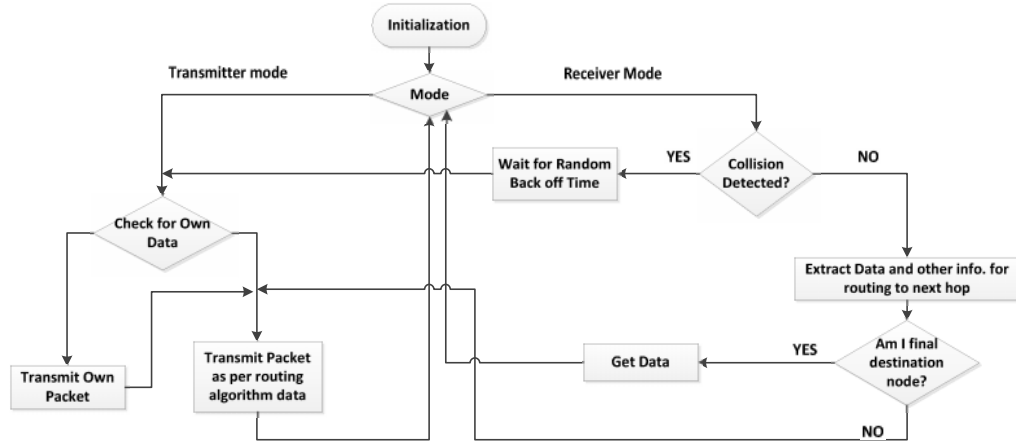 Initialization
Transmitter mode
Receiver Mode
Mode
Wait for Random
Back off Time
YES
Collision
Detected?
NO
Check for Own
Data
Extract Data and other info. for
routing to next hop
Transmit Own
Packet
Transmit Packet
as per routing
algorithm data
Get Data
YES
Am I final
destination
node?
NO